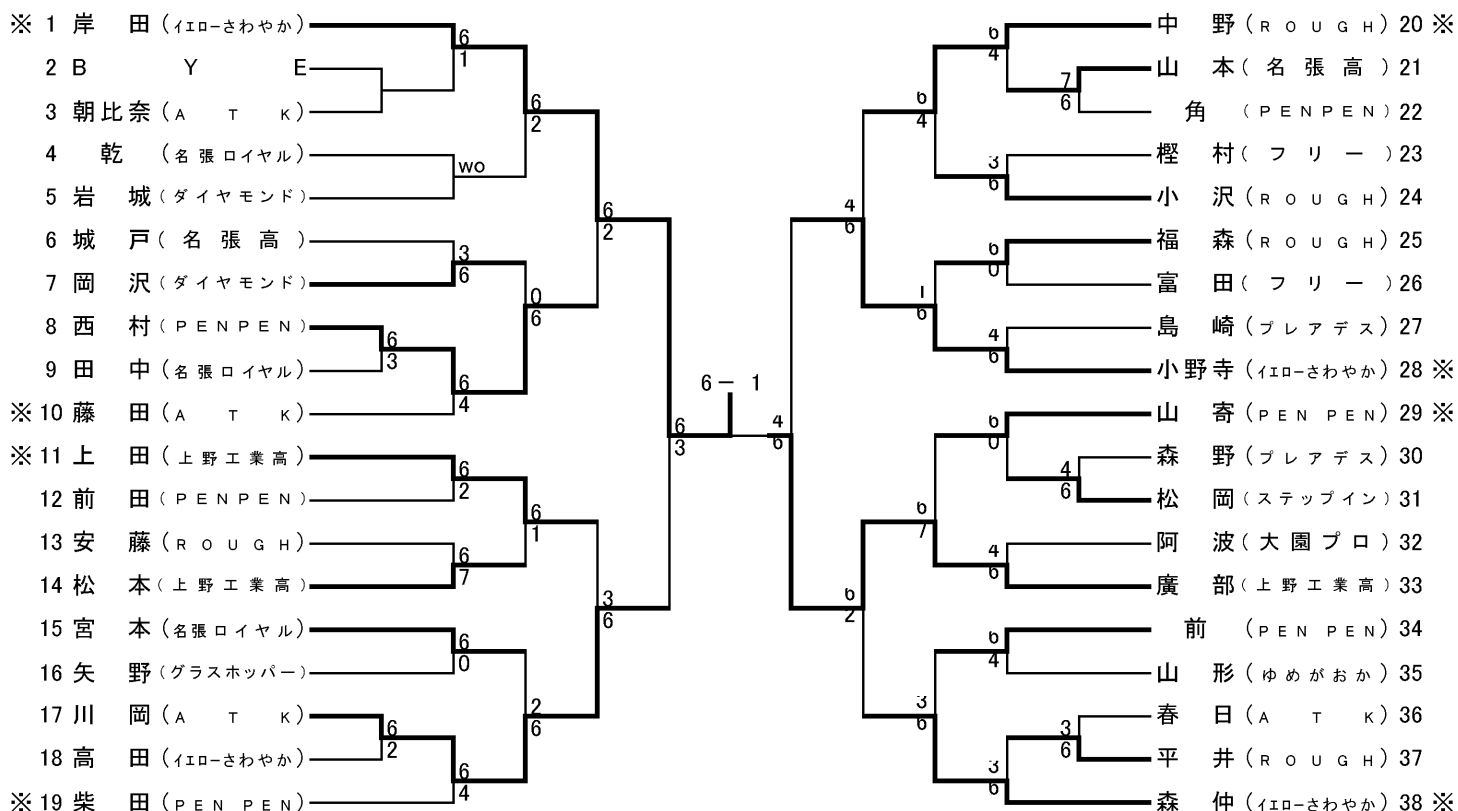 ※ 1 岸 田 (イエローさわやか)
2 B Y E
3 朝比奈 (A T K)
4 乾 (名張ロイヤル)
5 岩 城 (ダイヤモンド)
6 城 戸 (名 張 高)
7 岡 沢 (ダイヤモンド)
8 西 村 (PENPEN)
9 田 中 (名張ロイヤル)
※ 10 藤 田 (A T K)
※ 11 上 田 (上野工業高)
12 前 田 (PENPEN)
13 安 藤 (ROUGH)
14 松 本 (上野工業高)
15 宮 本 (名張ロイヤル)
16 矢 野 (グラスホッパー)
17 川 岡 (A T K)
18 高 田 (イエローさわやか)
※ 19 柴 田 (PEN PEN)
6
1
6
2
wo
6
2
3
6
0
6
6
3
6
4
6
3
6
2
6
1
6
7
3
6
6
0
2
6
6
2
6
4
6 － 1
中 野 (ROUGH) 20 ※
山 本 (名 張 高) 21
角 (PENPEN) 22
樫 村 (フ リ ー) 23
小 沢 (ROUGH) 24
福 森 (ROUGH) 25
富 田 (フ リ ー) 26
島 崎 (プレアデス) 27
小野寺 (イエローさわやか) 28 ※
山 寄 (PEN PEN) 29 ※
森 野 (プレアデス) 30
松 岡 (ステップイン) 31
阿 波 (大園プロ) 32
廣 部 (上野工業高) 33
前 (PEN PEN) 34
山 形 (ゆめがおか) 35
春 日 (A T K) 36
平 井 (ROUGH) 37
森 仲 (イエローさわやか) 38 ※
6
4
7
6
6
4
3
6
4
6
6
0
1
6
4
6
4
6
6
0
4
6
6
7
4
6
6
2
6
4
3
6
3
6
3
6